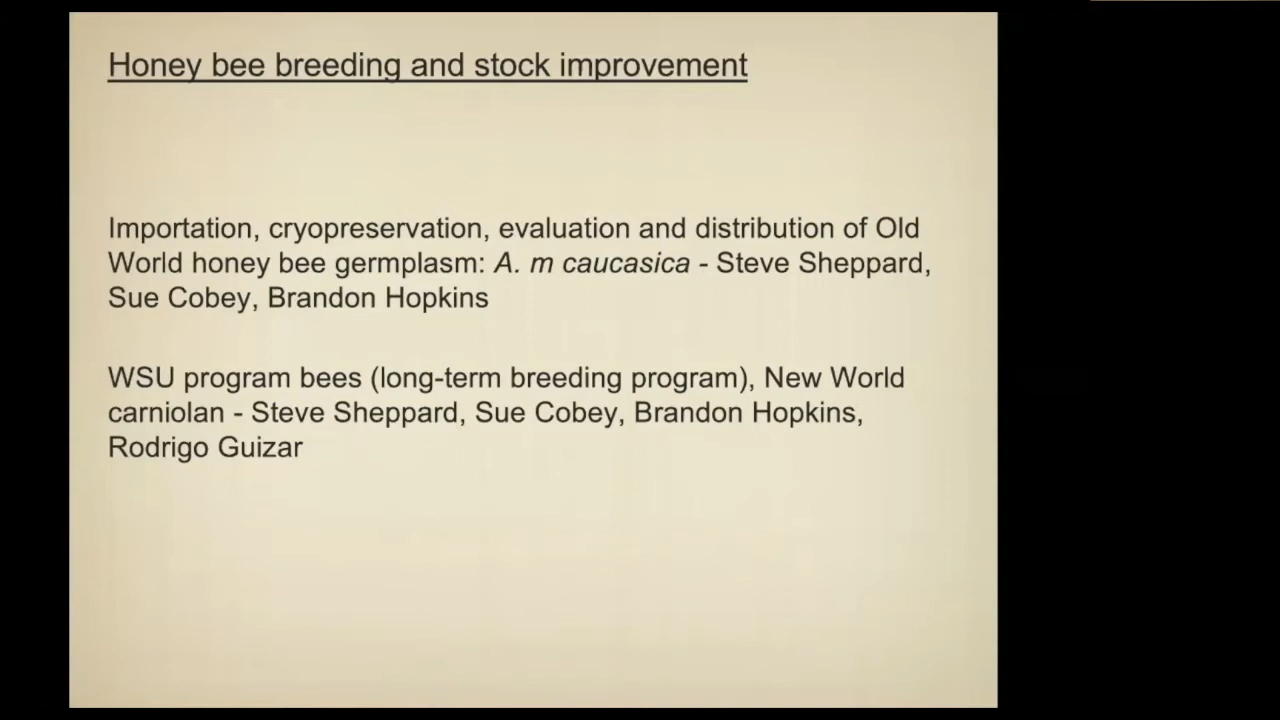 Honey bee breeding and stock improvement
Importation, cryopreservation, evaluation and distribution of Old
World honey bee germplasm: A. m caucasica - Steve Sheppard,
Sue Cobey, Brandon Hopkins
WSU program bees (long-term breeding program), New World
carniolan - Steve Sheppard, Sue Cobey, Brandon Hopkins,
Rodrigo Guizar